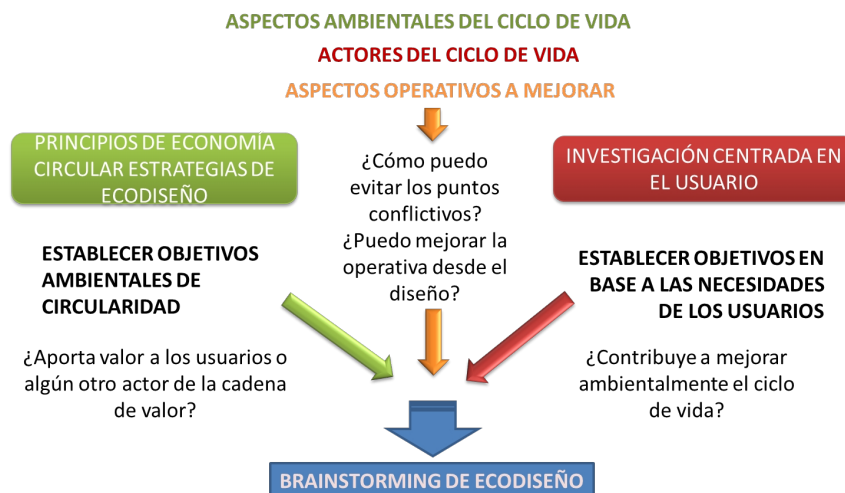 ASPECTOS AMBIENTALES DEL CICLO DE VIDA
ACTORES DEL CICLO DE VIDA
ASPECTOS OPERATIVOS A MEJORAR
PRINCIPIOS DE ECONOMÍA
CIRCULAR ESTRATEGIAS DE
ECODISEÑO
ESTABLECER OBJETIVOS
AMBIENTALES DE
CIRCULARIDAD
¿Aporta valor a los usuarios o
algún otro actor de la cadena
de valor?
¿Cómo puedo
evitar los puntos
conflictivos?
¿Puedo mejorar la
operativa desde el
diseño?
INVESTIGACIÓN CENTRADA EN
EL USUARIO
ESTABLECER OBJETIVOS EN
BASE A LAS NECESIDADES
DE LOS USUARIOS
¿Contribuye a mejorar
ambientalmente el ciclo
de vida?
BRAINSTORMING DE ECODISEÑO